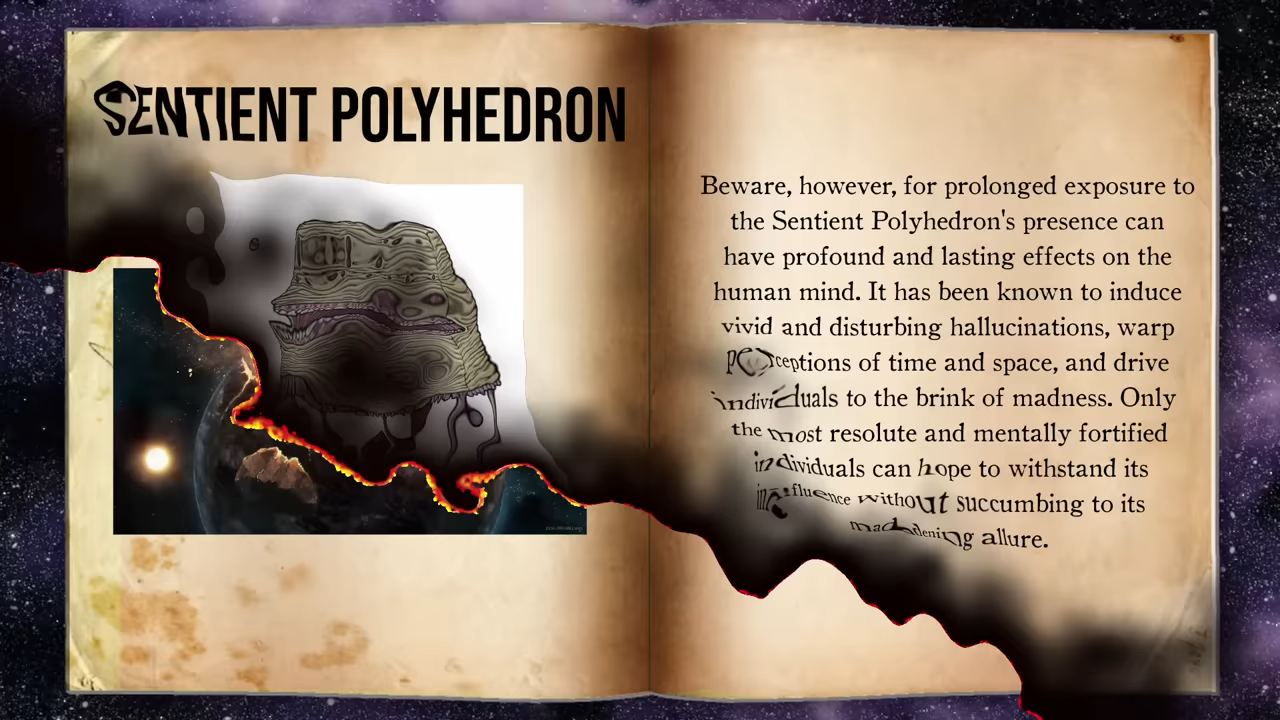 SENTIENT POLYHEDRON
Beware, however, for prolonged exposure to
the Sentient Polyhedron's presence can
have profound and lasting effects on the
human mind. It has been known to induce
vivid and disturbing hallucinations, warp
perceptions of time and space, and drive
individuals to the brink of madness. Only
the most resolute and mentally fortified
individuals can hope to withstand its
influence without succumbing to its
maddening allure.